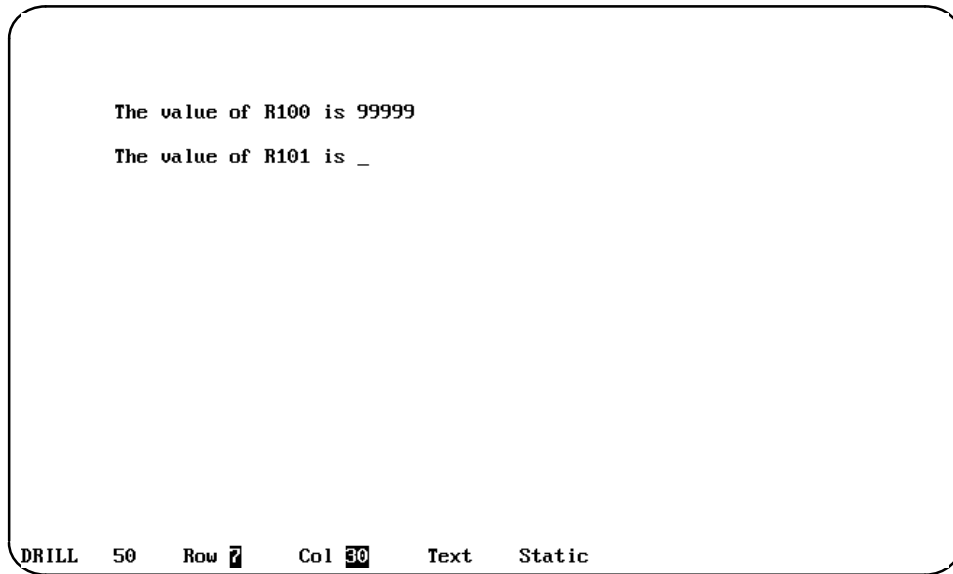 The value of R100 is 99999
The value of R101 is _
DRILL 50 Row 7 Col 30 Text Static